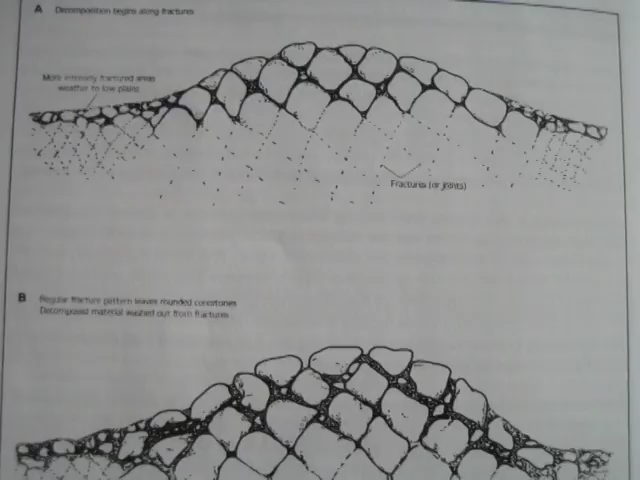 A Decomposition begins along fractures
More intensely fractured areas
weather to low plains
Fractures (or joints)
B Regular fracture pattern leaves rounded corestones
Decomposed material washed out from fractures